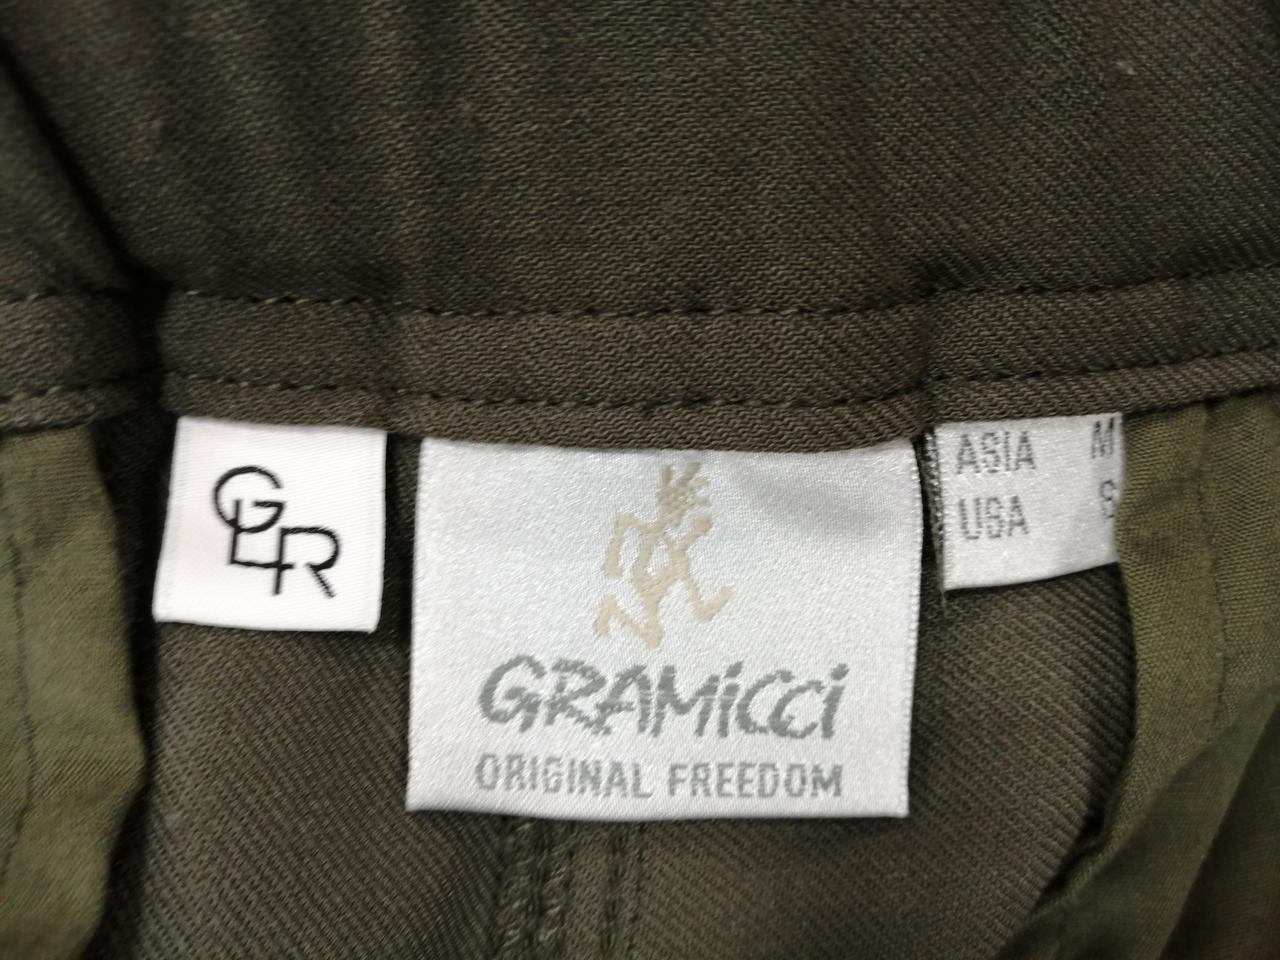 GLR
GRAMiCCi
ORIGINAL FREEDOM
ASIA M
USA S